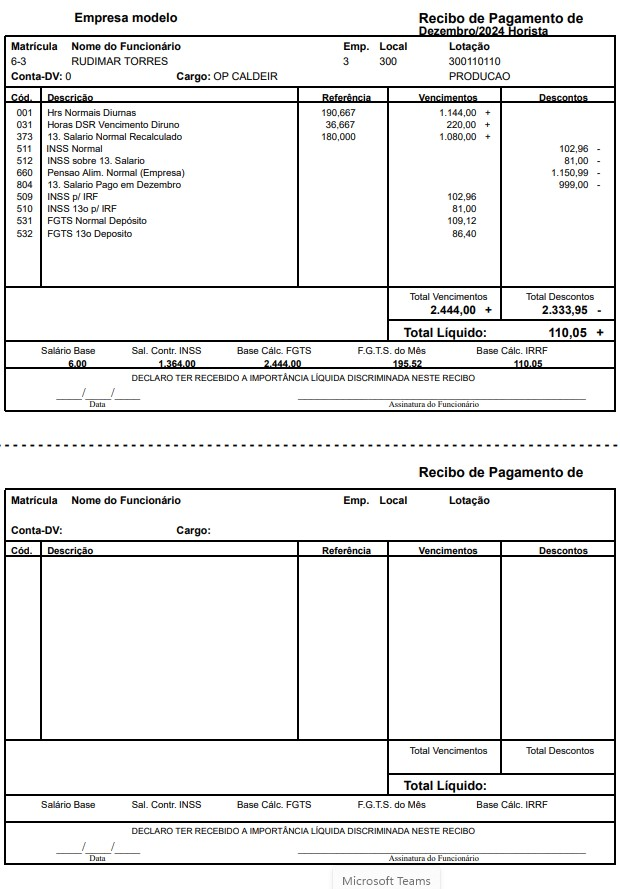 Empresa modelo Recibo de Pagamento de
Dezembro/2024 Horista
Matrícula Nome do Funcionário Emp. Local Lotação
6-3 RUDIMAR TORRES 3 300 300110110
Conta-DV: 0 Cargo: OP CALDEIR PRODUCAO
Cód. Descrição Referência Vencimentos Descontos
001 Hrs Normais Diurnas 190,667 1.144,00 +
031 Horas DSR Vencimento Diruno 36,667 220,00 +
373 13. Salario Normal Recalculado 180,000 1.080,00 +
511 INSS Normal 102,96 -
512 INSS sobre 13. Salario 81,00 -
660 Pensao Alim. Normal (Empresa) 1.150,99 -
804 13. Salario Pago em Dezembro 999,00 -
509 INSS p/ IRF 102,96
510 INSS 13o p/ IRF 81,00
531 FGTS Normal Depósito 109,12
532 FGTS 13o Deposito 86,40
Total Vencimentos Total Descontos
2.444,00 + 2.333,95 -
Total Líquido: 110,05 +
Salário Base Sal. Contr. INSS Base Cálc. FGTS F.G.T.S. do Mês Base Cálc. IRRF
6,00 1.364,00 2.444,00 195,52 110,05
DECLARO TER RECEBIDO A IMPORTÂNCIA LÍQUIDA DISCRIMINADA NESTE RECIBO
____/____/____
Data Assinatura do Funcionário
Recibo de Pagamento de
Matrícula Nome do Funcionário Emp. Local Lotação
Conta-DV: Cargo:
Cód. Descrição Referência Vencimentos Descontos
Total Vencimentos Total Descontos
Total Líquido:
Salário Base Sal. Contr. INSS Base Cálc. FGTS F.G.T.S. do Mês Base Cálc. IRRF
DECLARO TER RECEBIDO A IMPORTÂNCIA LÍQUIDA DISCRIMINADA NESTE RECIBO
____/____/____
Data Assinatura do Funcionário
Microsoft Teams